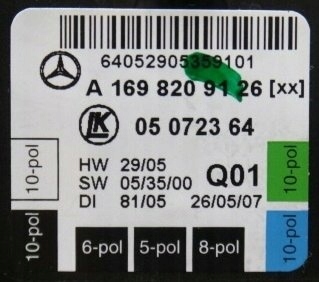 64052905359101
A 169 820 91 26 [xx]
LK 05 0723 64
HW 29/05
SW 05/35/00 Q01
DI 81/05 26/05/07
10-pol
10-pol
10-pol
10-pol
6-pol 5-pol 8-pol